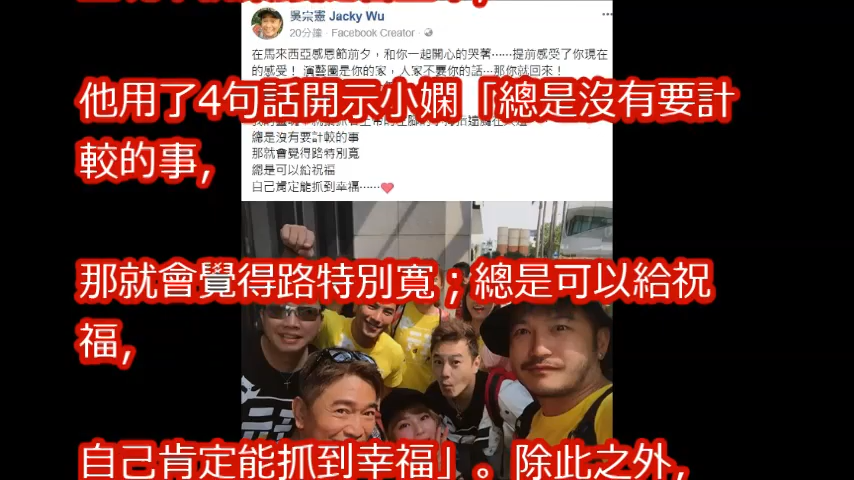 吳宗憲 Jacky Wu
20分鐘 · Facebook Creator ·
在馬來西亞感恩節前夕，和你一起開心的哭著……提前感受了你現在
的感受！ 演藝圈是你的家，人家不要你的話…那你就回來！
他用了4句話開示小嫻「總是沒有要計
較的事，
總是沒有要計較的事
那就會覺得路特別寬
總是可以給祝福
自己肯定能抓到幸福……❤
那就會覺得路特別寬；總是可以給祝
福，
自己肯定能抓到幸福」。除此之外，